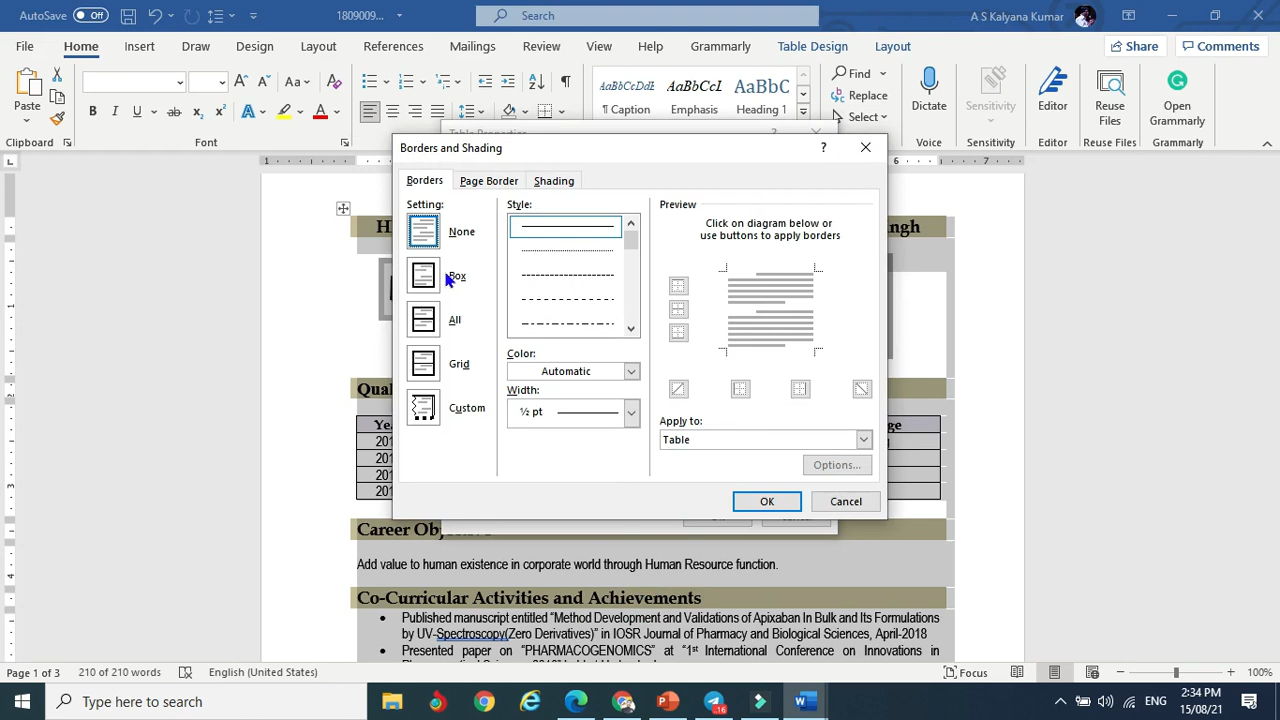 AutoSave Off 1809009... Search A S Kalyana Kumar
File Home Insert Draw Design Layout References Mailings Review View Help Grammarly Table Design Layout Share Comments
Paste
Aa
B I U ab x₂ x² A A
AaBbCcDdE AaBbCcI AaBbC
¶ Caption Emphasis Heading 1
Find
Replace
Select
Dictate
Sensitivity
Editor
Reuse Files
Open Grammarly
Clipboard Font Voice Sensitivity Editor Reuse Files Grammarly
Borders and Shading ?
Borders Page Border Shading
Setting:
None
Box
All
Grid
Custom
Style:
Color:
Automatic
Width:
½ pt
Preview
Click on diagram below or
use buttons to apply borders
Apply to:
Table
Options...
OK Cancel
Career
Add value to human existence in corporate world through Human Resource function.
Co-Curricular Activities and Achievements
• Published manuscript entitled “Method Development and Validations of Apixaban In Bulk and Its Formulations
by UV-Spectroscopy(Zero Derivatives)” in IOSR Journal of Pharmacy and Biological Sciences, April-2018
• Presented paper on “PHARMACOGENOMICS” at “1st International Conference on Innovations in
Page 1 of 3 210 of 210 words English (United States) Focus 100%
Type here to search 16 ENG 2:34 PM
15/08/21